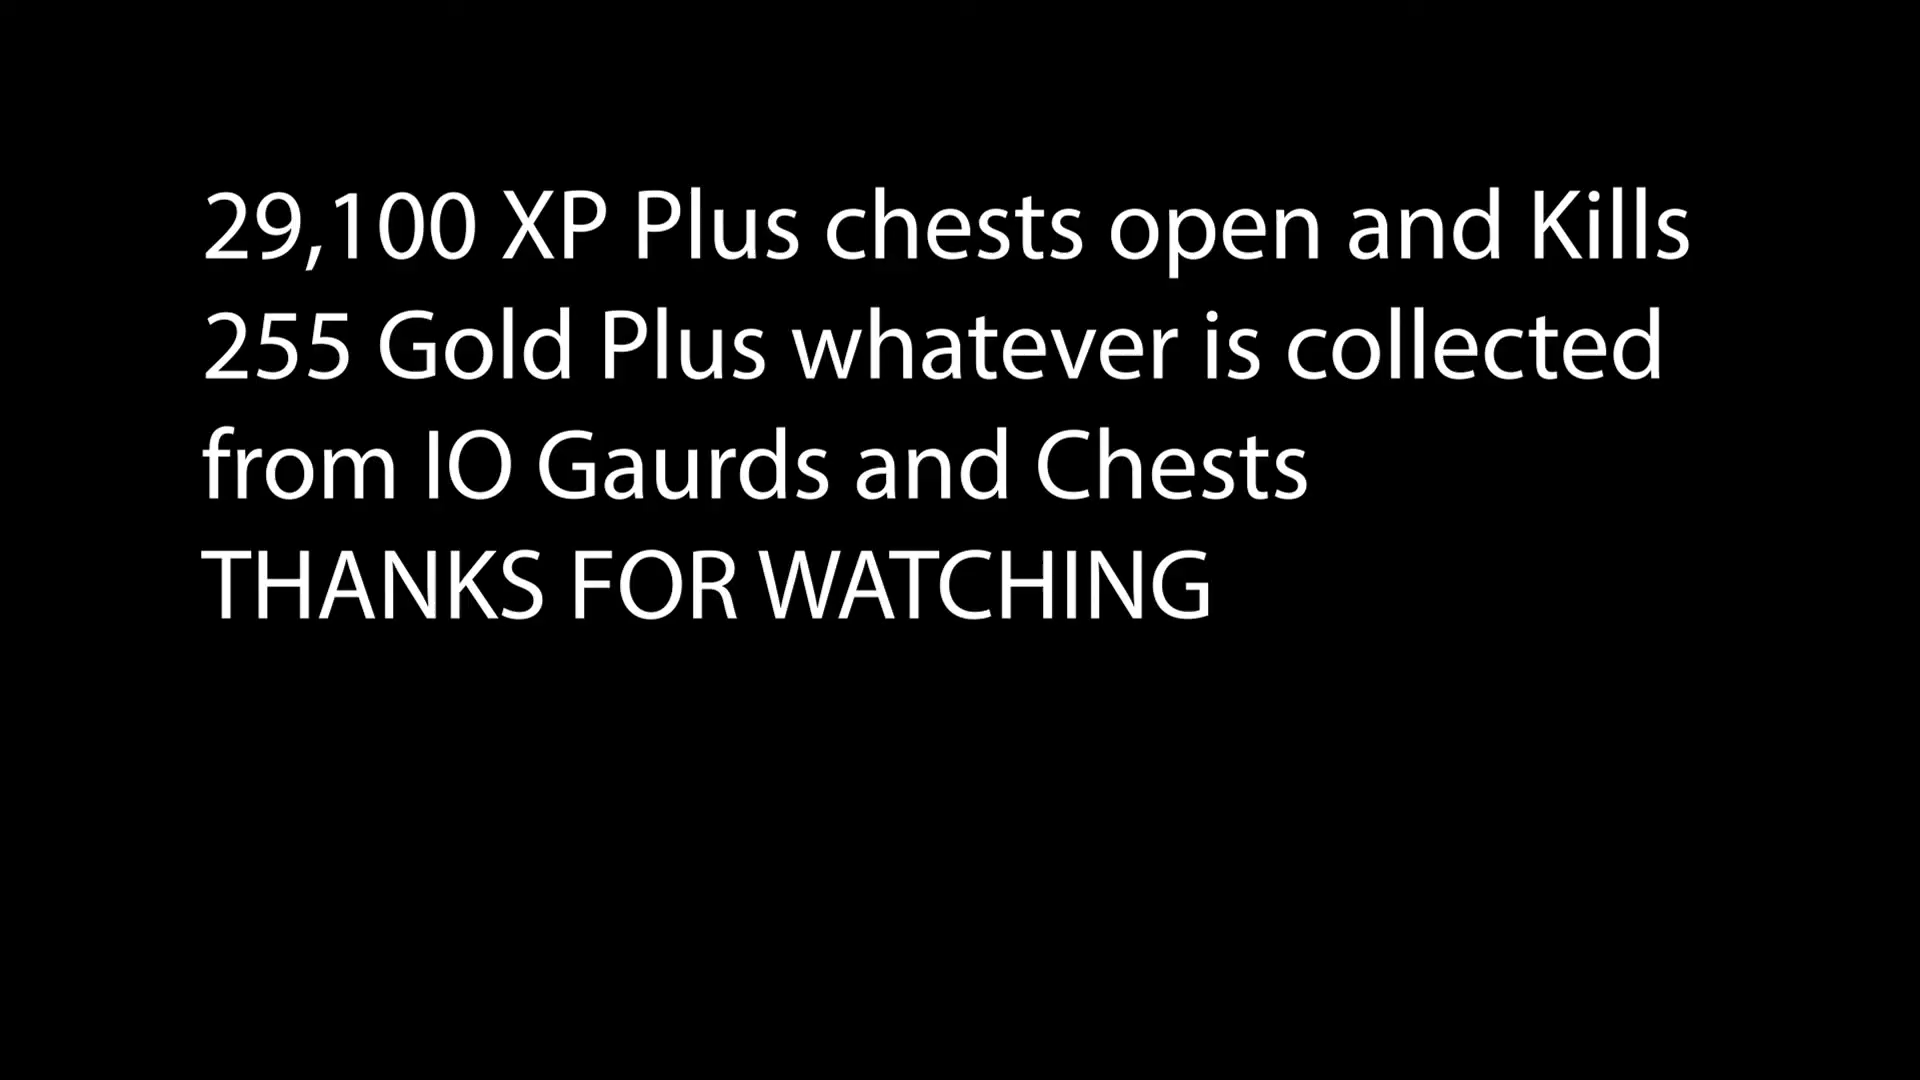 29,100 XP Plus chests open and Kills
255 Gold Plus whatever is collected
from IO Gaurds and Chests
THANKS FOR WATCHING